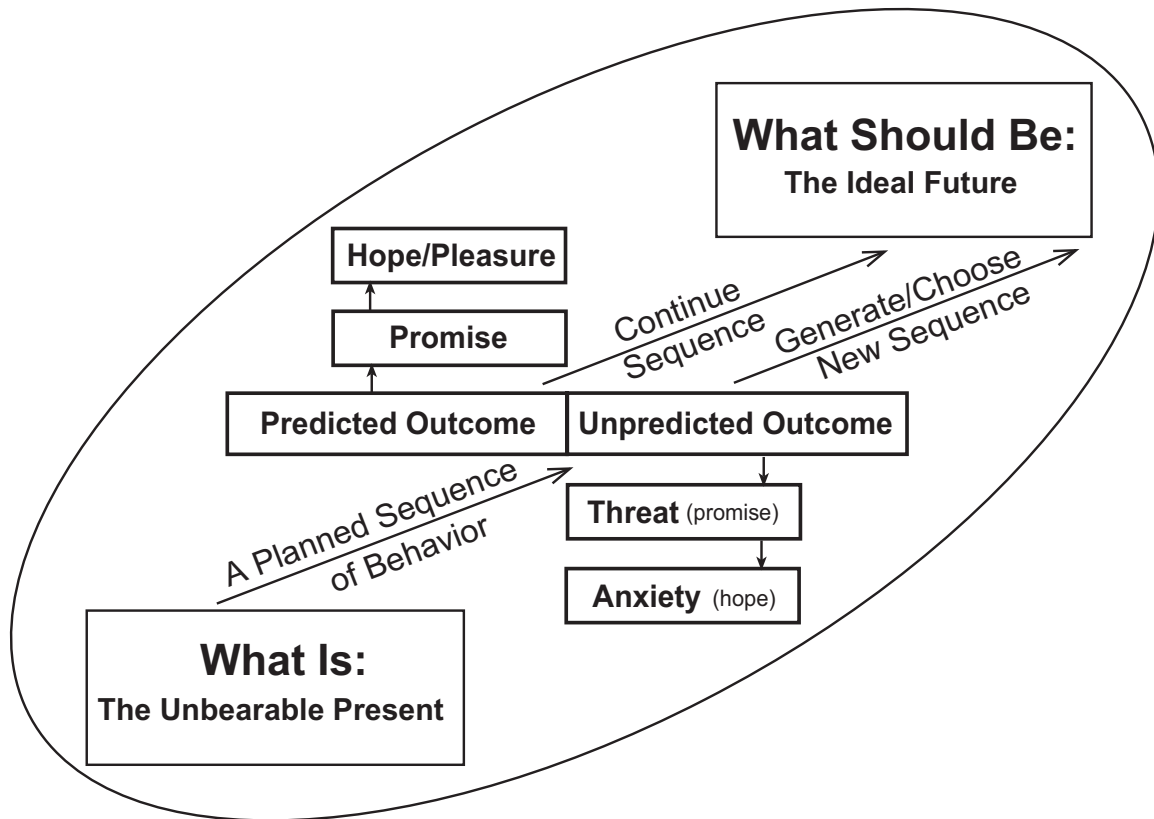 What Should Be:
The Ideal Future
Hope/Pleasure
Promise
Continue
Sequence
Generate/Choose
New Sequence
Predicted Outcome
Unpredicted Outcome
A Planned Sequence
of Behavior
Threat (promise)
Anxiety (hope)
What Is:
The Unbearable Present